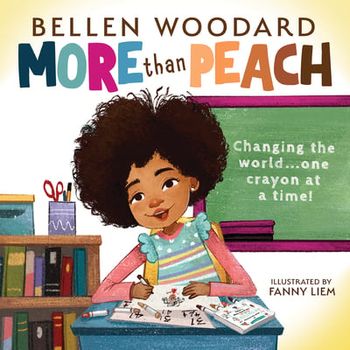 BELLEN WOODARD
MORE than PEACH
Changing the
world...one
crayon at
a time!
ILLUSTRATED BY
FANNY LIEM